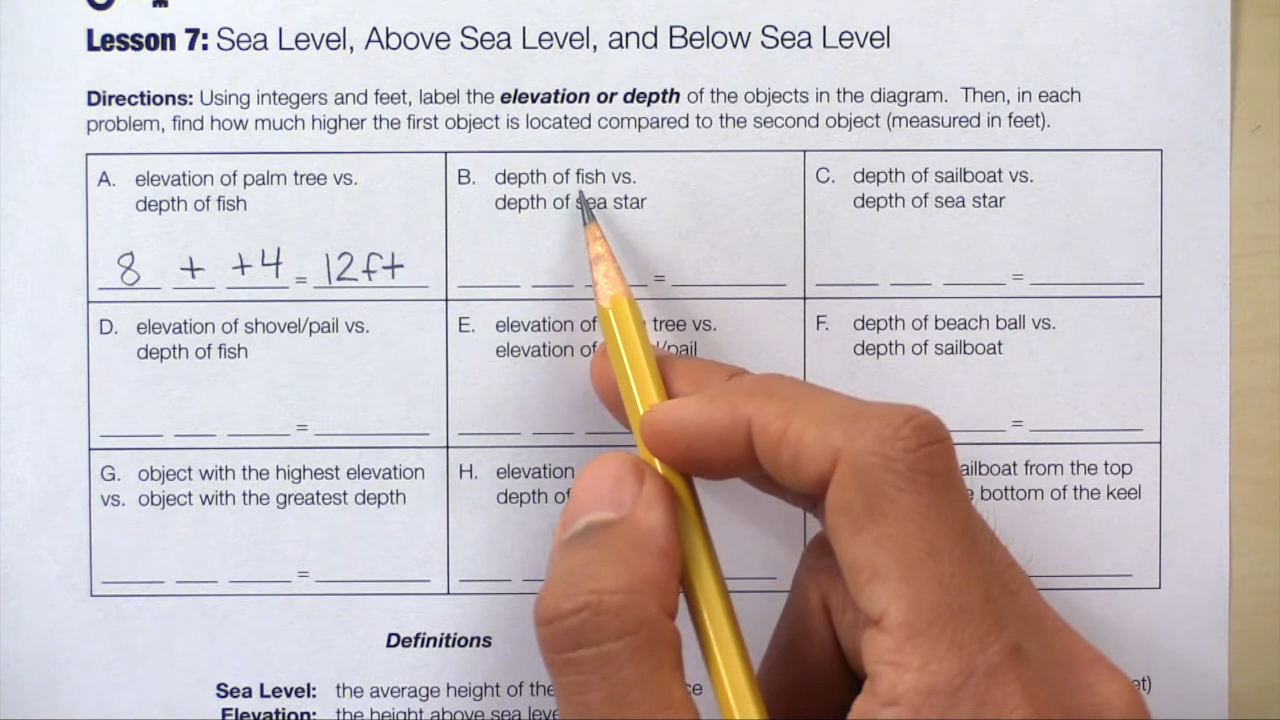 Lesson 7: Sea Level, Above Sea Level, and Below Sea Level
Directions: Using integers and feet, label the elevation or depth of the objects in the diagram. Then, in each
problem, find how much higher the first object is located compared to the second object (measured in feet).
A. elevation of palm tree vs.
depth of fish
8 + +4 = 12ft
B. depth of fish vs.
depth of sea star
=
C. depth of sailboat vs.
depth of sea star
=
D. elevation of shovel/pail vs.
depth of fish
=
E. elevation of tree vs.
elevation of /pail
F. depth of beach ball vs.
depth of sailboat
=
G. object with the highest elevation
vs. object with the greatest depth
=
H. elevation
depth of
ailboat from the top
bottom of the keel
Definitions
Sea Level: the average height of the
Elevation: the height above sea level